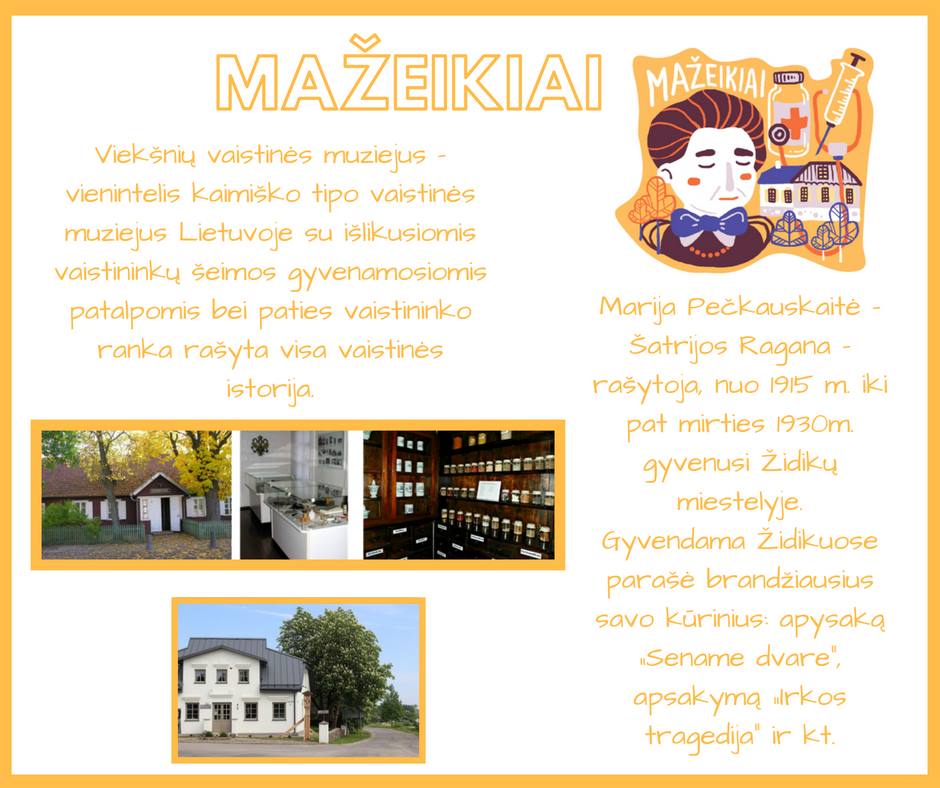 MAŽEIKIAI
Viekšnių vaistinės muziejus -
vienintelis kaimiško tipo vaistinės
muziejus Lietuvoje su išlikusiomis
vaistininkų šeimos gyvenamosiomis
patalpomis bei paties vaistininko
ranka rašyta visa vaistinės
istorija.
MAŽEIKIAI
Marija Pečkauskaitė -
Šatrijos Ragana -
rašytoja, nuo 1915 m. iki
pat mirties 1930m.
gyvenusi Židikų
miestelyje.
Gyvendama Židikuose
parašė brandžiausius
savo kūrinius: apysaką
„Sename dvare",
apsakymą „Irkos
tragedija" ir kt.